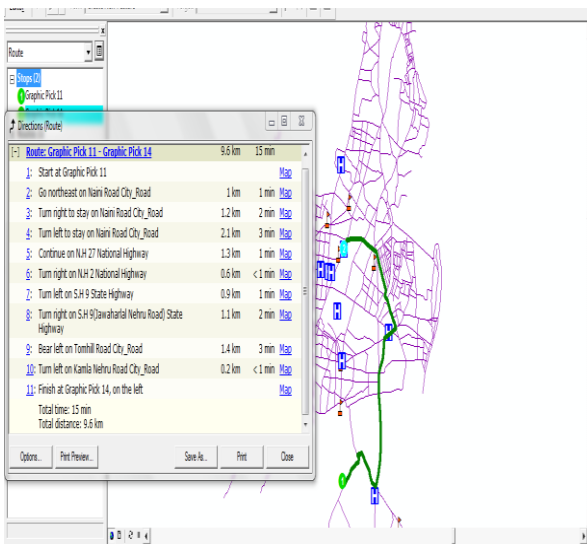 Route
Stops (2)
Graphic Pick 11
Directions (Route)
[-] Route: Graphic Pick 11 - Graphic Pick 14 9.6 km 15 min
1: Start at Graphic Pick 11 Map
2: Go northeast on Naini Road City_Road 1 km 1 min Map
3: Turn right to stay on Naini Road City_Road 1.2 km 2 min Map
4: Turn left to stay on Naini Road City_Road 2.1 km 3 min Map
5: Continue on N.H 27 National Highway 1.3 km 1 min Map
6: Turn right on N.H 2 National Highway 0.6 km < 1 min Map
7: Turn left on S.H 9 State Highway 0.9 km 1 min Map
8: Turn right on S.H 9(Jawaharlal Nehru Road) State 1.1 km 2 min Map
Highway
9: Bear left on Tomhill Road City_Road 1.4 km 3 min Map
10: Turn left on Kamla Nehru Road City_Road 0.2 km < 1 min Map
11: Finish at Graphic Pick 14, on the left Map
Total time: 15 min
Total distance: 9.6 km
Options... Print Preview... Save As... Print Close
H
H
H H
H
H
H
H
1